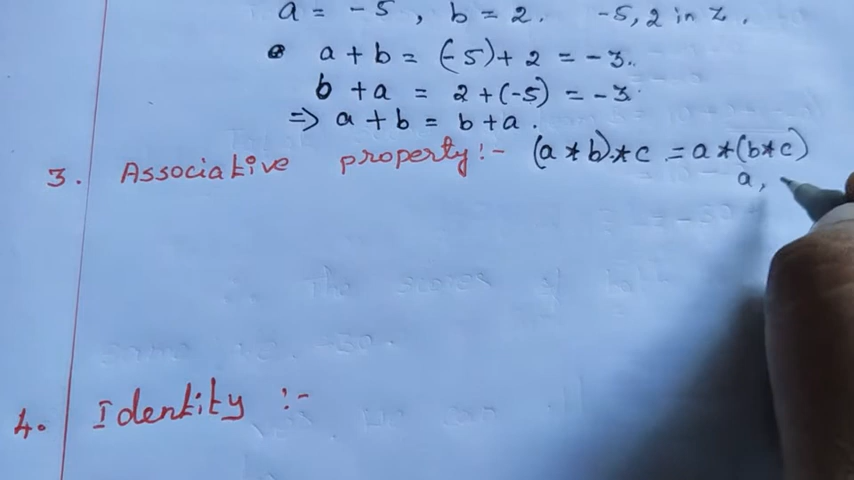 a = -5 , b = 2. -5, 2 in Z.
a + b = (-5) + 2 = -3.
b + a = 2 + (-5) = -3.
=> a + b = b + a.
3. Associative property:- (a * b) * c = a * (b * c)
a,
4. Identity :-